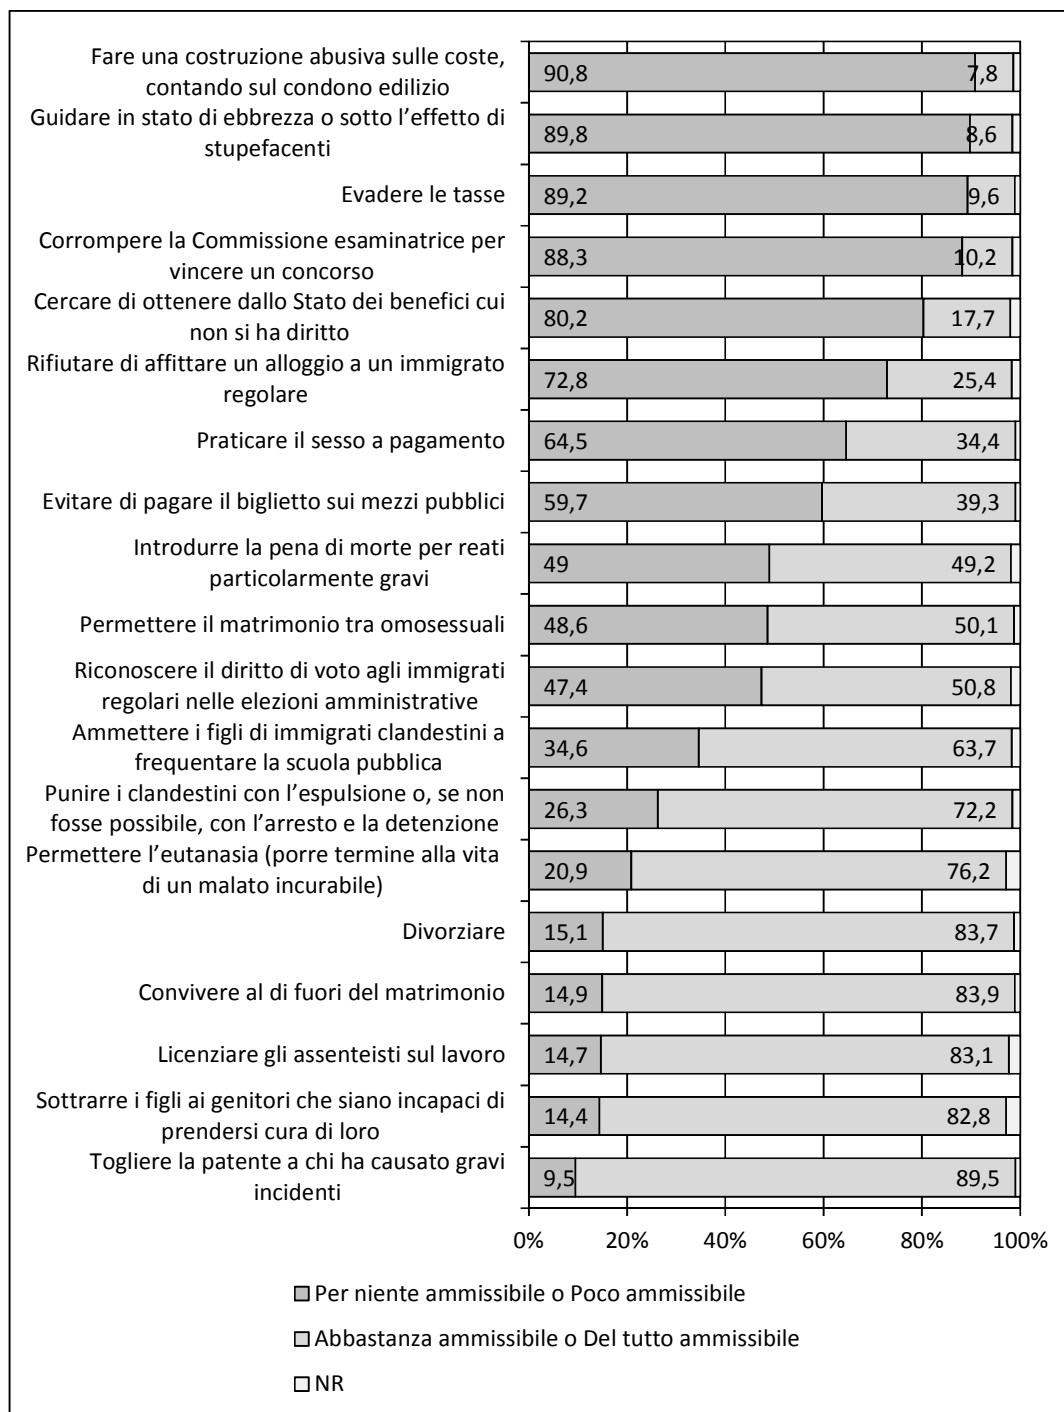 Fare una costruzione abusiva sulle coste,
contando sul condono edilizio
90,8
7,8
Guidare in stato di ebbrezza o sotto l’effetto di
stupefacenti
89,8
8,6
Evadere le tasse
89,2
9,6
Corrompere la Commissione esaminatrice per
vincere un concorso
88,3
10,2
Cercare di ottenere dallo Stato dei benefici cui
non si ha diritto
80,2
17,7
Rifiutare di affittare un alloggio a un immigrato
regolare
72,8
25,4
Praticare il sesso a pagamento
64,5
34,4
Evitare di pagare il biglietto sui mezzi pubblici
59,7
39,3
Introdurre la pena di morte per reati
particolarmente gravi
49
49,2
Permettere il matrimonio tra omosessuali
48,6
50,1
Riconoscere il diritto di voto agli immigrati
regolari nelle elezioni amministrative
47,4
50,8
Ammettere i figli di immigrati clandestini a
frequentare la scuola pubblica
34,6
63,7
Punire i clandestini con l’espulsione o, se non
fosse possibile, con l’arresto e la detenzione
26,3
72,2
Permettere l’eutanasia (porre termine alla vita
di un malato incurabile)
20,9
76,2
Divorziare
15,1
83,7
Convivere al di fuori del matrimonio
14,9
83,9
Licenziare gli assenteisti sul lavoro
14,7
83,1
Sottrarre i figli ai genitori che siano incapaci di
prendersi cura di loro
14,4
82,8
Togliere la patente a chi ha causato gravi
incidenti
9,5
89,5
0% 20% 40% 60% 80% 100%
Per niente ammissibile o Poco ammissibile
Abbastanza ammissibile o Del tutto ammissibile
NR